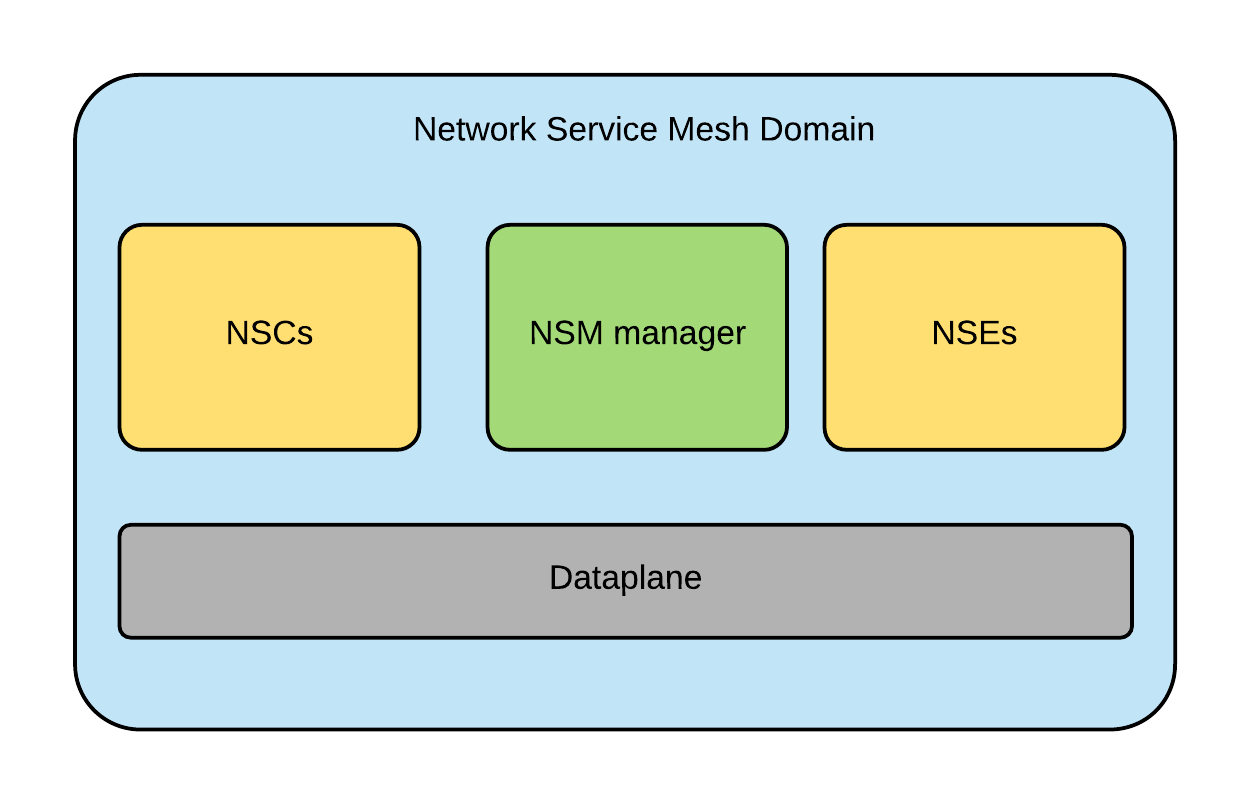 Network Service Mesh Domain
NSCs
NSM manager
NSEs
Dataplane